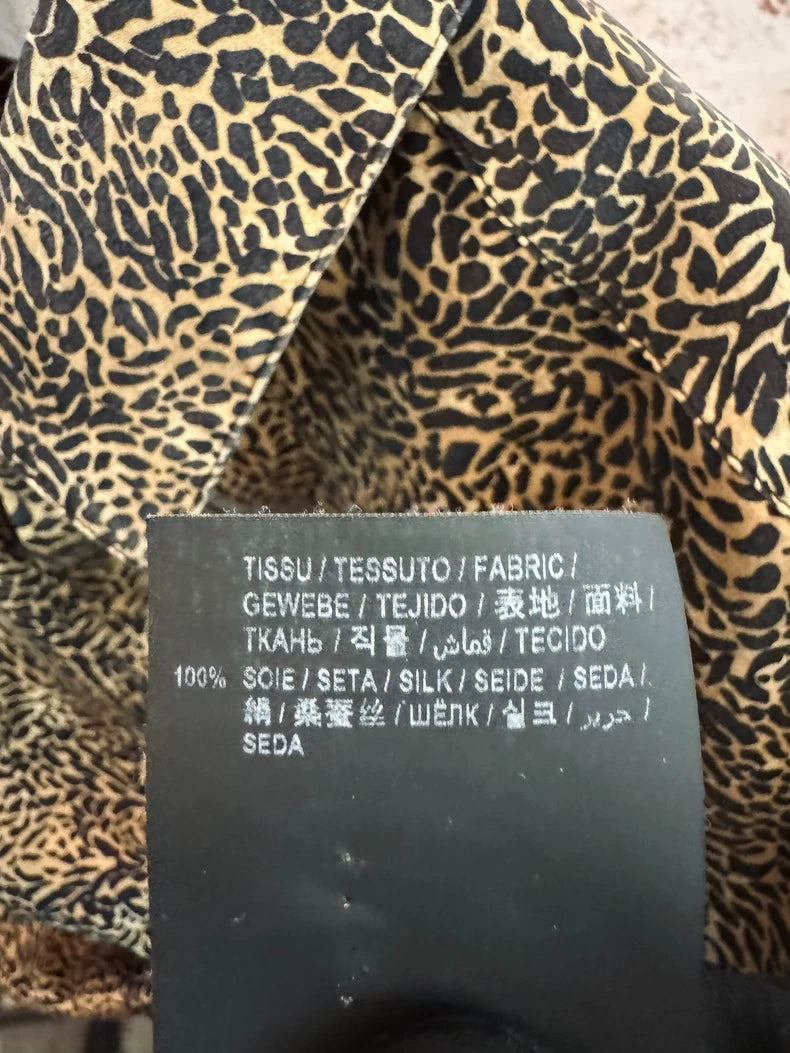 TISSU / TESSUTO / FABRIC /
GEWEBE / TEJIDO / 表地 / 面料 /
ТКАНЬ / 직물 / قماش / TECIDO
100% SOIE / SETA / SILK / SEIDE / SEDA /
絹 / 桑蚕丝 / ШЁЛК / 실크 / حرير /
SEDA